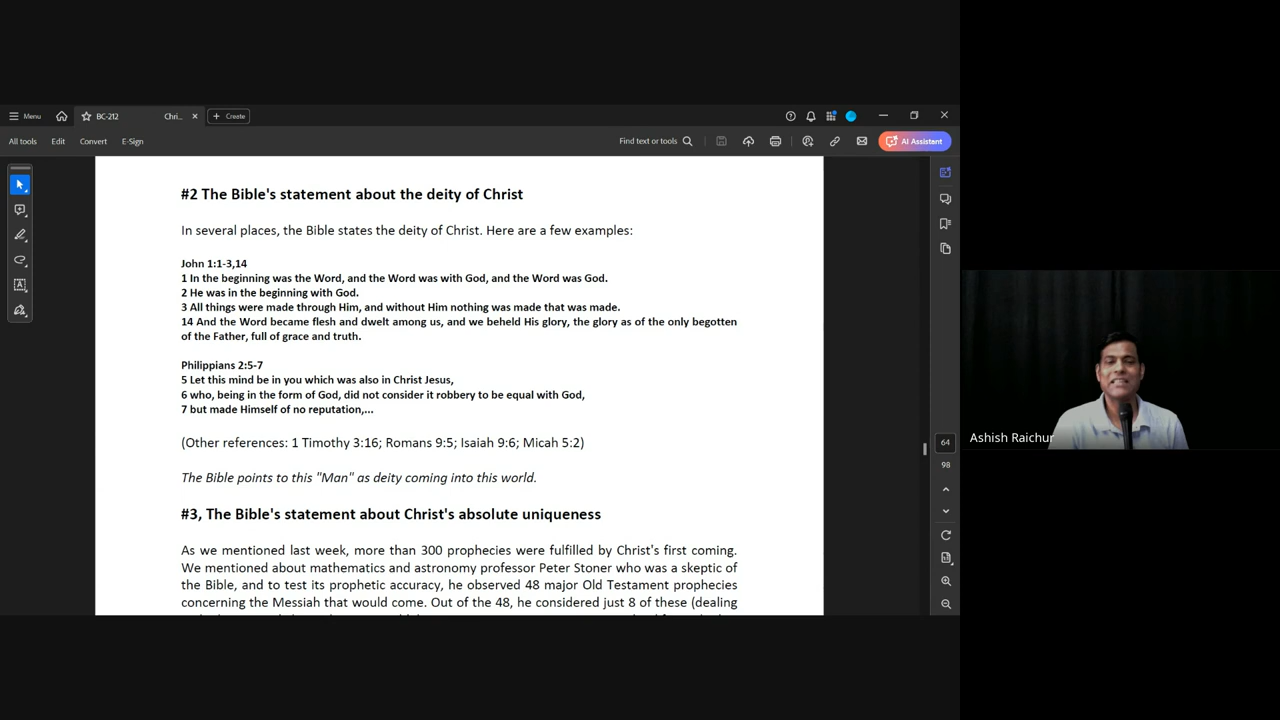 Menu
BC-212
Chri...
Create
All tools
Edit
Convert
E-Sign
Find text or tools
AI Assistant
#2 The Bible's statement about the deity of Christ
In several places, the Bible states the deity of Christ. Here are a few examples:
John 1:1-3,14
1 In the beginning was the Word, and the Word was with God, and the Word was God.
2 He was in the beginning with God.
3 All things were made through Him, and without Him nothing was made that was made.
14 And the Word became flesh and dwelt among us, and we beheld His glory, the glory as of the only begotten
of the Father, full of grace and truth.
Philippians 2:5-7
5 Let this mind be in you which was also in Christ Jesus,
6 who, being in the form of God, did not consider it robbery to be equal with God,
7 but made Himself of no reputation,...
(Other references: 1 Timothy 3:16; Romans 9:5; Isaiah 9:6; Micah 5:2)
The Bible points to this "Man" as deity coming into this world.
#3, The Bible's statement about Christ's absolute uniqueness
As we mentioned last week, more than 300 prophecies were fulfilled by Christ's first coming.
We mentioned about mathematics and astronomy professor Peter Stoner who was a skeptic of
the Bible, and to test its prophetic accuracy, he observed 48 major Old Testament prophecies
concerning the Messiah that would come. Out of the 48, he considered just 8 of these (dealing
64
98
Ashish Raichur